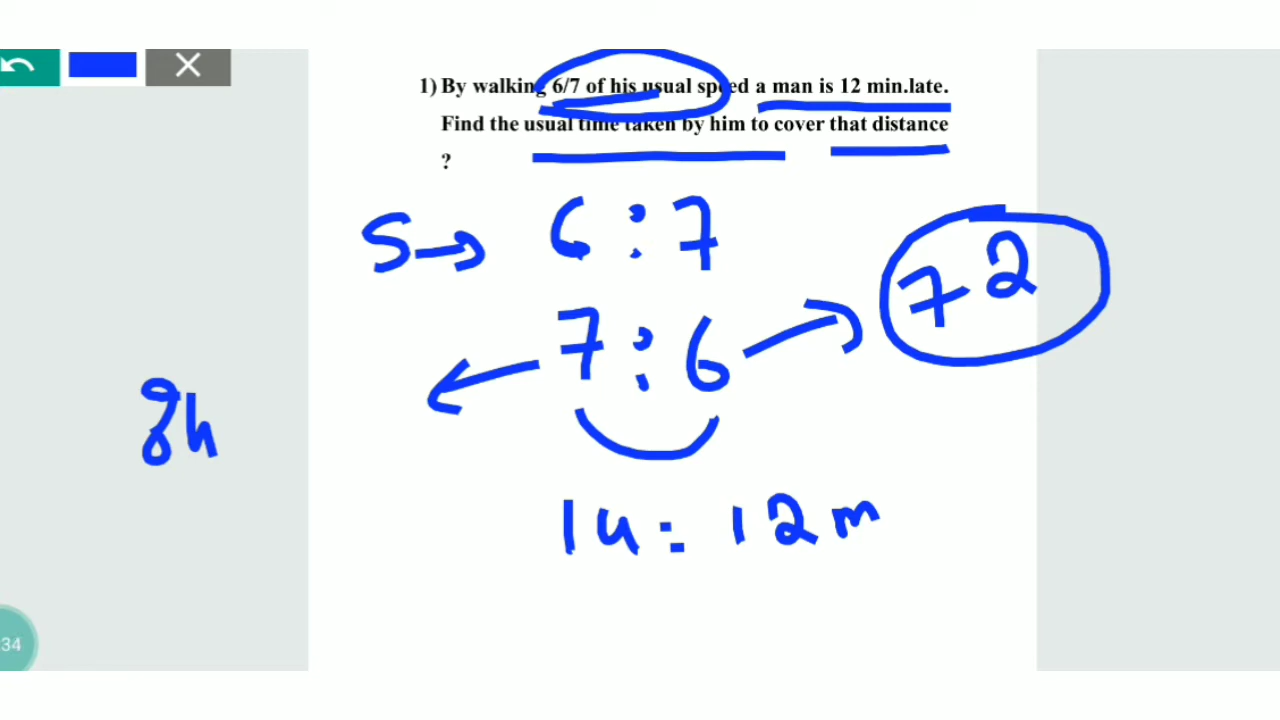 1) By walking 6/7 of his usual speed a man is 12 min.late.
Find the usual time taken by him to cover that distance
?
S → 6 : 7
7 : 6 → 72
1u = 12m
34